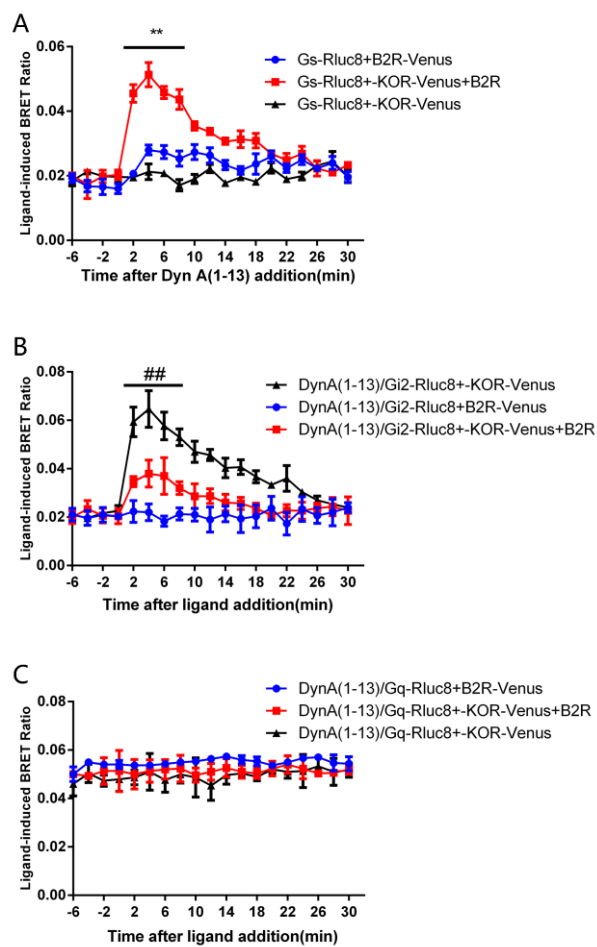 A
**
Gs-Rluc8+B2R-Venus
Gs-Rluc8+-KOR-Venus+B2R
Gs-Rluc8+-KOR-Venus
Ligand-induced BRET Ratio
0.06
0.04
0.02
0.00
-6 -2 2 6 10 14 18 22 26 30
Time after Dyn A(1-13) addition(min)
B
##
DynA(1-13)/Gi2-Rluc8+-KOR-Venus
DynA(1-13)/Gi2-Rluc8+B2R-Venus
DynA(1-13)/Gi2-Rluc8+-KOR-Venus+B2R
Ligand-induced BRET Ratio
0.08
0.06
0.04
0.02
0.00
-6 -2 2 6 10 14 18 22 26 30
Time after ligand addition(min)
C
DynA(1-13)/Gq-Rluc8+B2R-Venus
DynA(1-13)/Gq-Rluc8+-KOR-Venus+B2R
DynA(1-13)/Gq-Rluc8+-KOR-Venus
Ligand-induced BRET Ratio
0.08
0.06
0.04
0.02
0.00
-6 -2 2 6 10 14 18 22 26 30
Time after ligand addition(min)